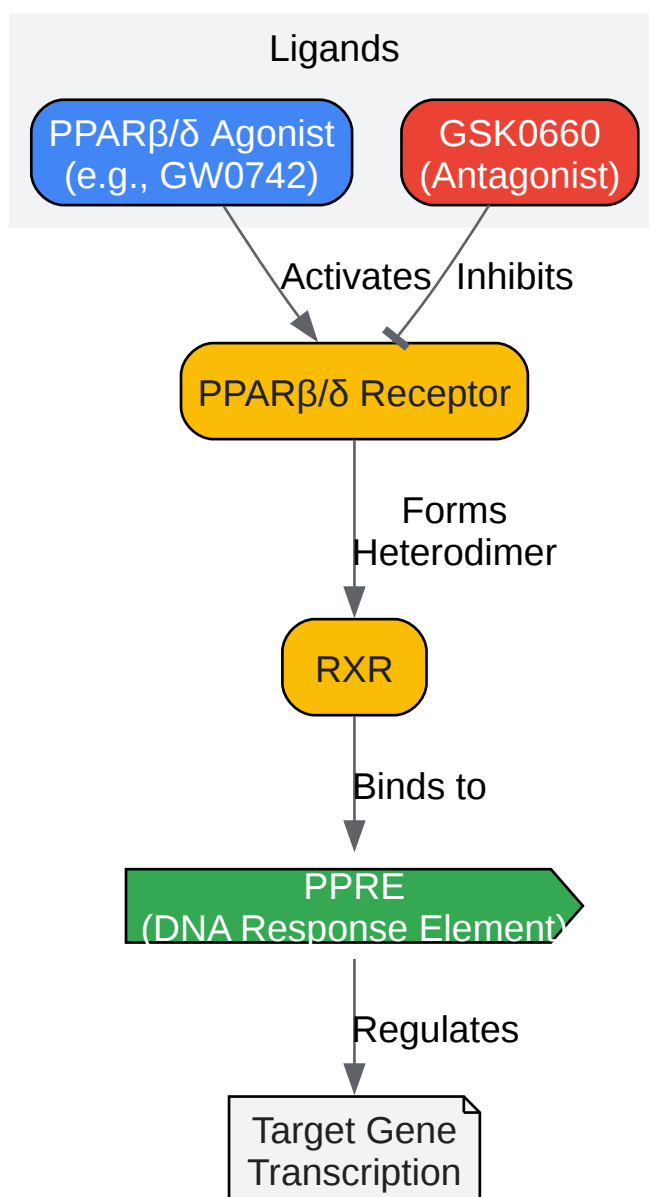 Ligands
PPARβ/δ Agonist
(e.g., GW0742)
GSK0660
(Antagonist)
Activates
Inhibits
PPARβ/δ Receptor
Forms
Heterodimer
RXR
Binds to
PPRE
(DNA Response Element)
Regulates
Target Gene
Transcription